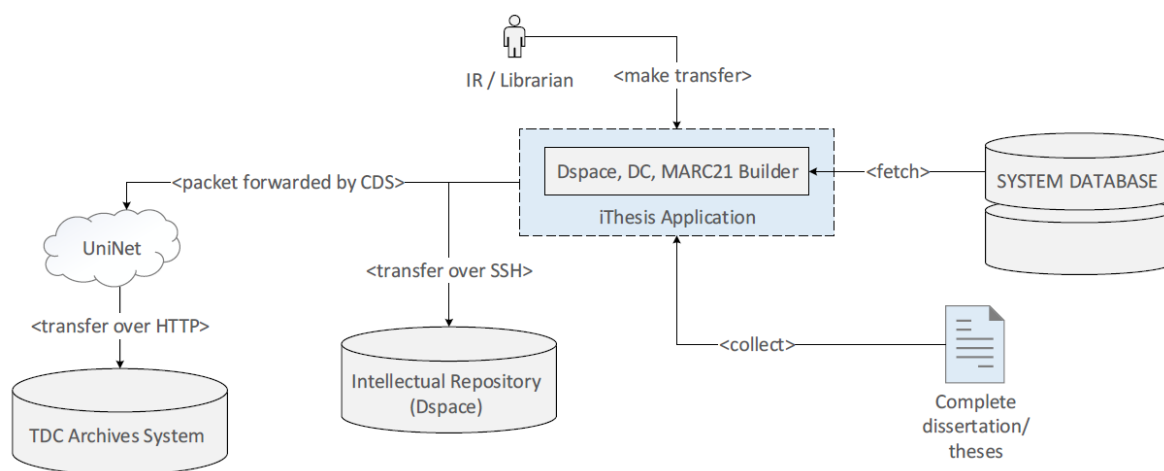 IR / Librarian
<make transfer>
Dspace, DC, MARC21 Builder
iThesis Application
<fetch>
SYSTEM DATABASE
<packet forwarded by CDS>
UniNet
<transfer over SSH>
<transfer over HTTP>
<collect>
Intellectual Repository
(Dspace)
TDC Archives System
Complete
dissertation/
theses